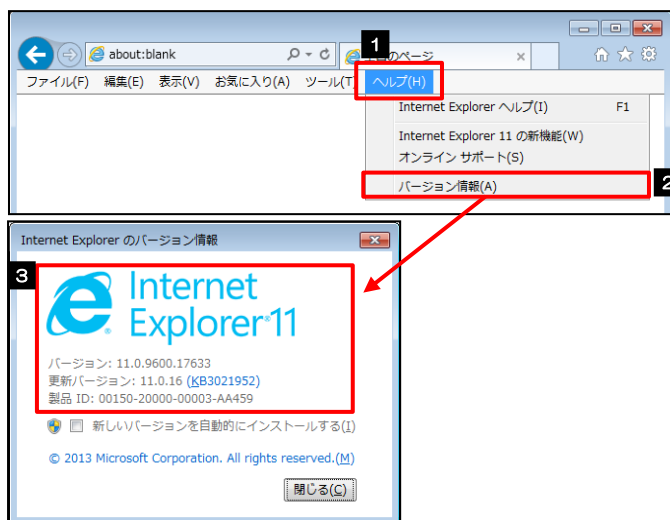 1
about:blank
のページ
ファイル(F) 編集(E) 表示(V) お気に入り(A) ツール(T) ヘルプ(H)
Internet Explorer ヘルプ(I) F1
Internet Explorer 11 の新機能(W)
オンライン サポート(S)
バージョン情報(A)
2
Internet Explorer のバージョン情報
3
Internet
Explorer®11
バージョン: 11.0.9600.17633
更新バージョン: 11.0.16 (KB3021952)
製品 ID: 00150-20000-00003-AA459
新しいバージョンを自動的にインストールする(I)
© 2013 Microsoft Corporation. All rights reserved.(M)
閉じる(C)